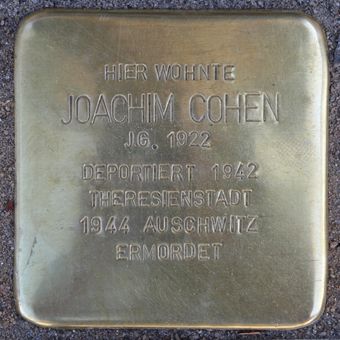 HIER WOHNTE
JOACHIM COHEN
JG. 1922
DEPORTIERT 1942
THERESIENSTADT
1944 AUSCHWITZ
ERMORDET